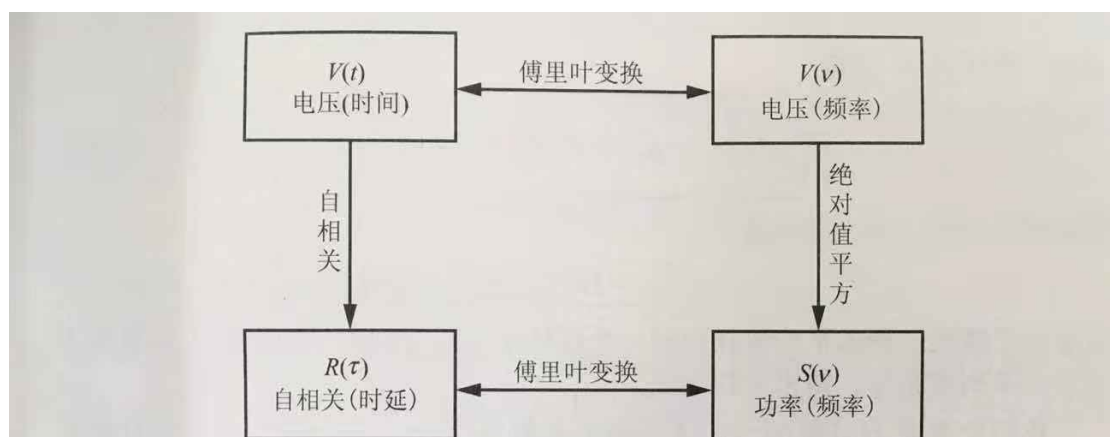 V(t)
电压(时间)
傅里叶变换
V(ν)
电压(频率)
自相关
绝对值平方
R(τ)
自相关(时延)
傅里叶变换
S(ν)
功率(频率)